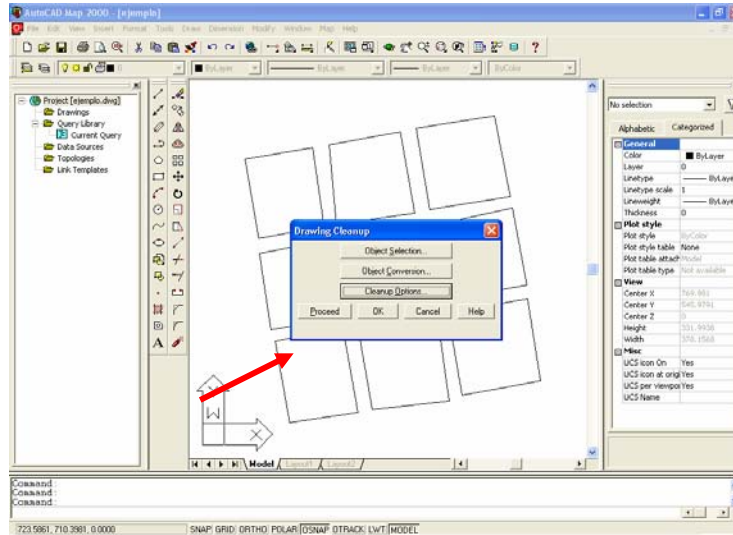 AutoCAD Map 2000 - [ejemplo]
File Edit View Insert Format Tools Draw Dimension Modify Window Map Help
0 ByLayer ByLayer ByLayer ByColor
Project [ejemplo.dwg]
Drawings
Query Library
Current Query
Data Sources
Topologies
Link Templates
Drawing Cleanup
Object Selection...
Object Conversion...
Cleanup Options...
Proceed OK Cancel Help
W
X
Model Layout1 Layout2
No selection
Alphabetic Categorized
General
Color ByLayer
Layer 0
Linetype ByLaye
Linetype scale 1
Lineweight ByLaye
Thickness 0
Plot style
Plot style ByColor
Plot style table None
Plot table attach Model
Plot table type Not available
View
Center X
Center Y
Center Z 0
Height
Width
Misc
UCS icon On Yes
UCS icon at origi Yes
UCS per viewpor Yes
UCS Name
Command:
Command:
Command:
723.5861, 710.3981, 0.0000 SNAP GRID ORTHO POLAR OSNAP OTRACK LWT MODEL